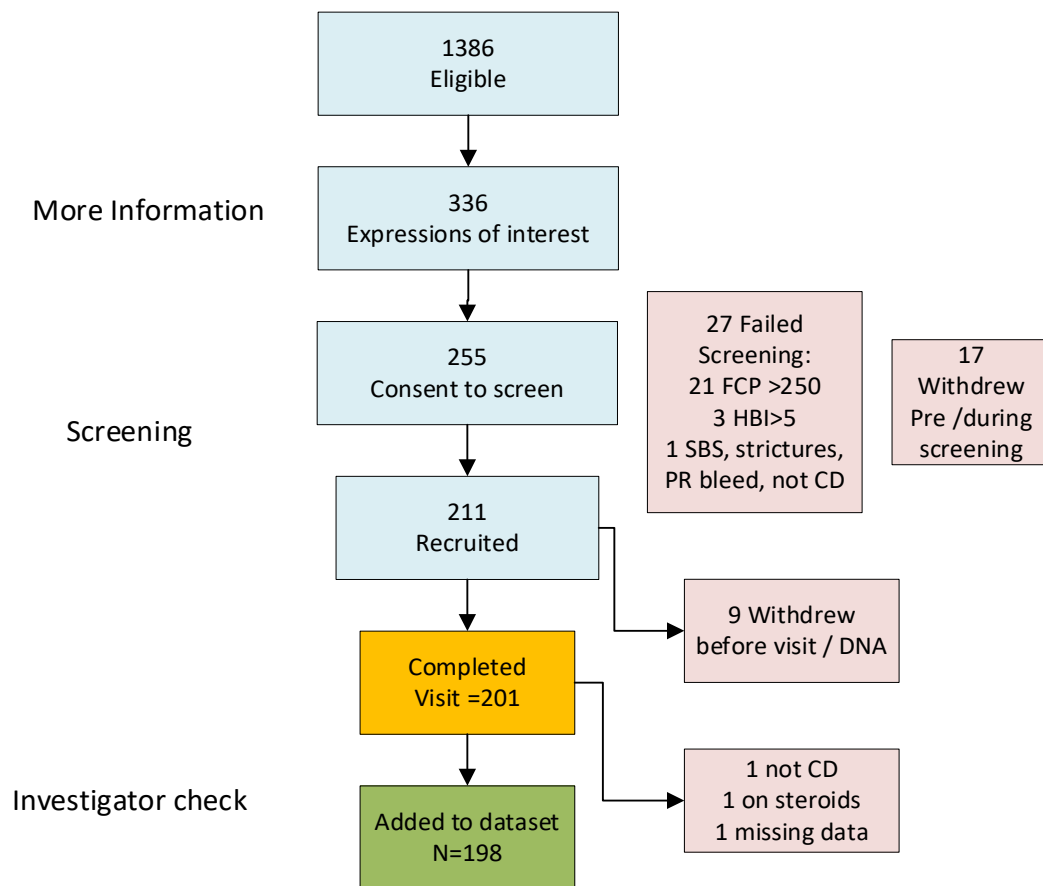 1386
Eligible
More Information
336
Expressions of interest
255
Consent to screen
27 Failed
Screening:
21 FCP >250
3 HBI>5
1 SBS, strictures,
PR bleed, not CD
17
Withdrew
Pre /during
screening
Screening
211
Recruited
9 Withdrew
before visit / DNA
Completed
Visit =201
1 not CD
1 on steroids
1 missing data
Investigator check
Added to dataset
N=198